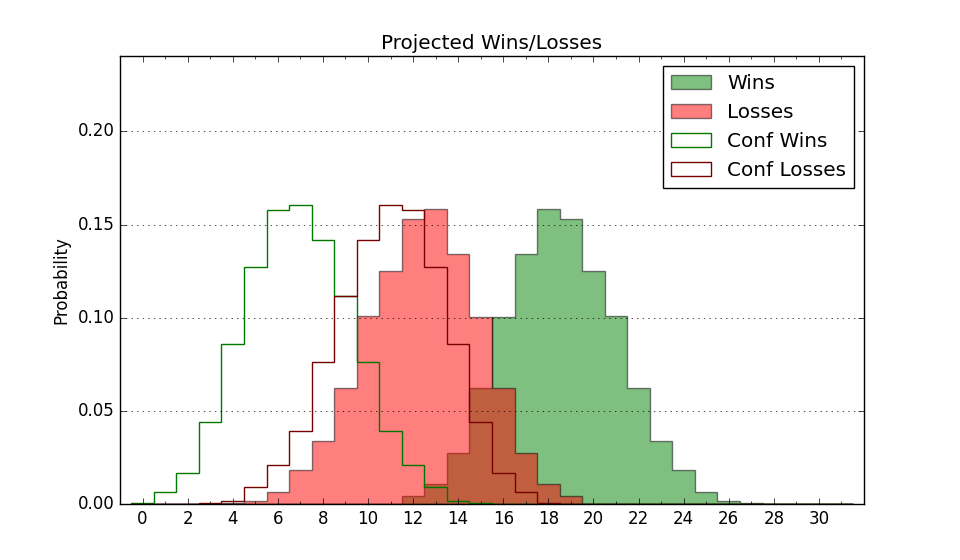 Projected Wins/Losses
Wins
Losses
Conf Wins
Conf Losses
Probability
0.20
0.15
0.10
0.05
0.00
0 2 4 6 8 10 12 14 16 18 20 22 24 26 28 30